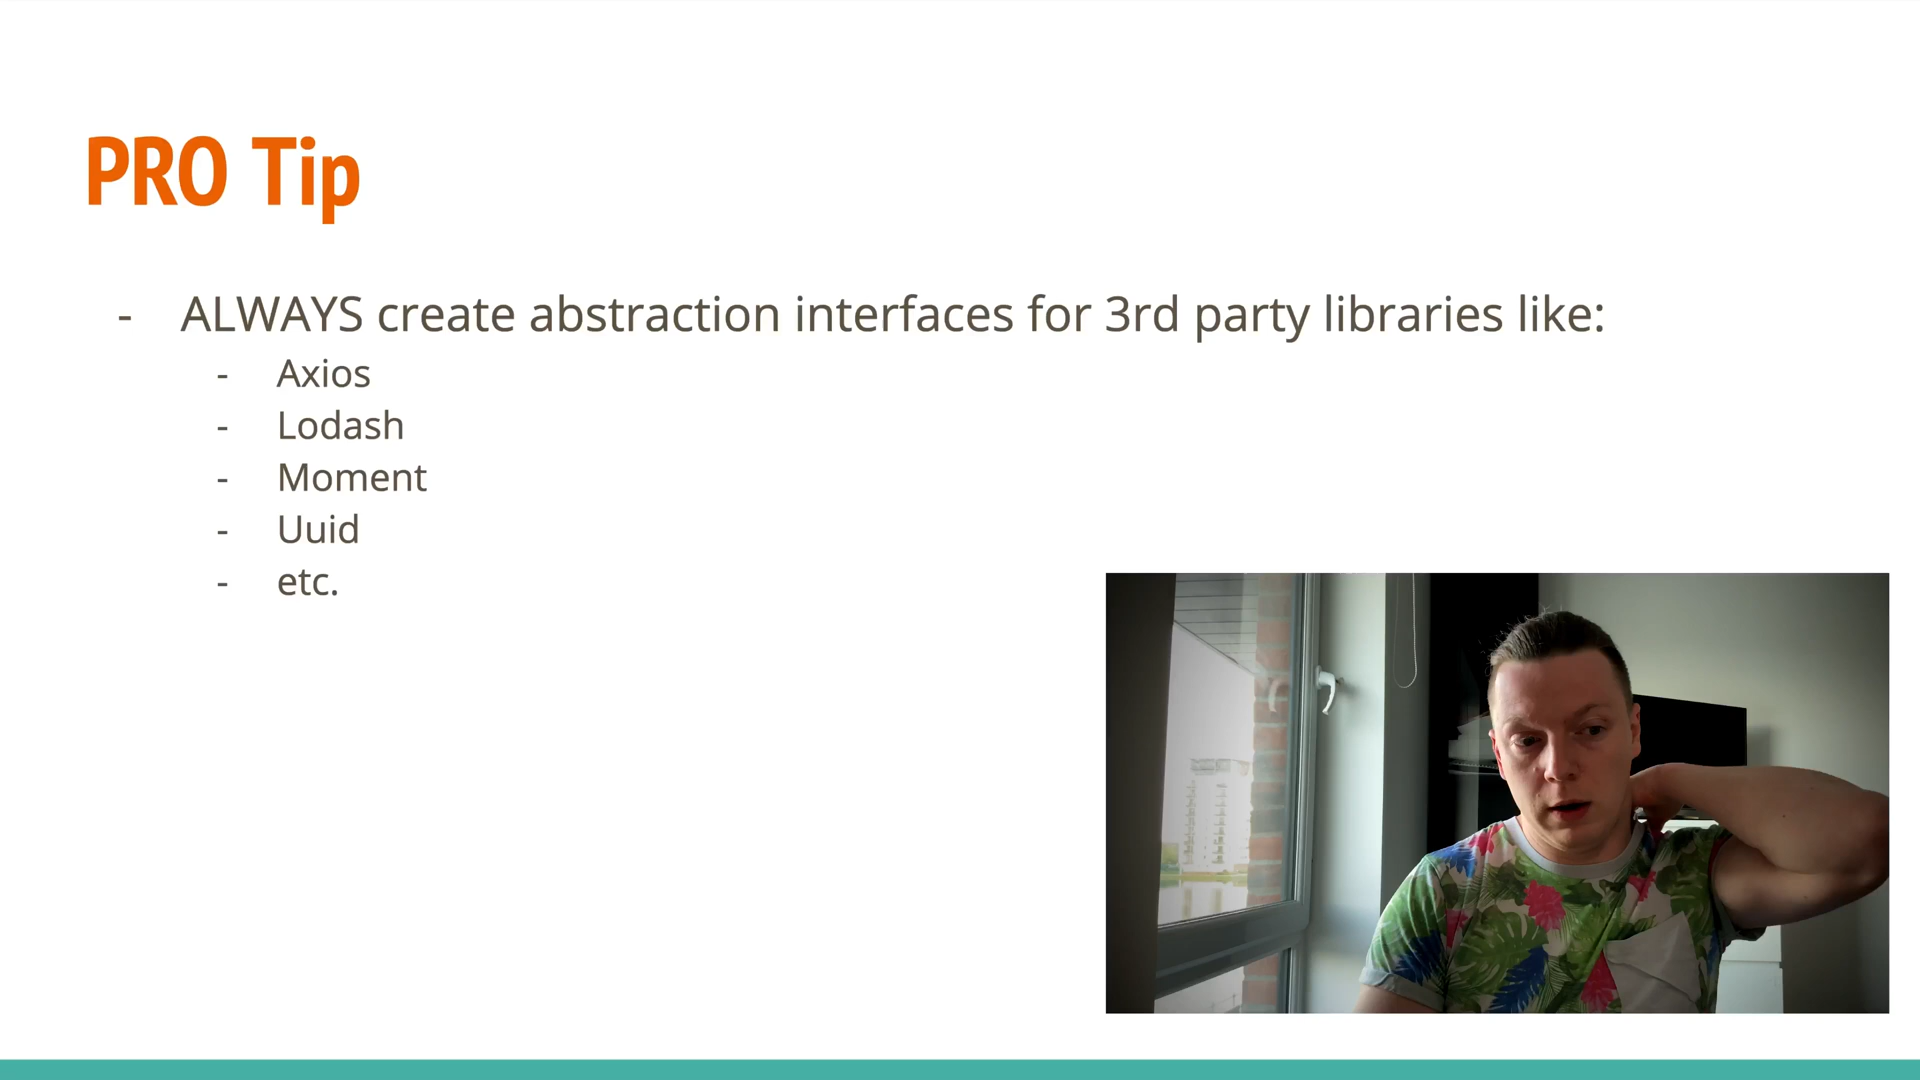 PRO Tip
- ALWAYS create abstraction interfaces for 3rd party libraries like:
- Axios
- Lodash
- Moment
- Uuid
- etc.